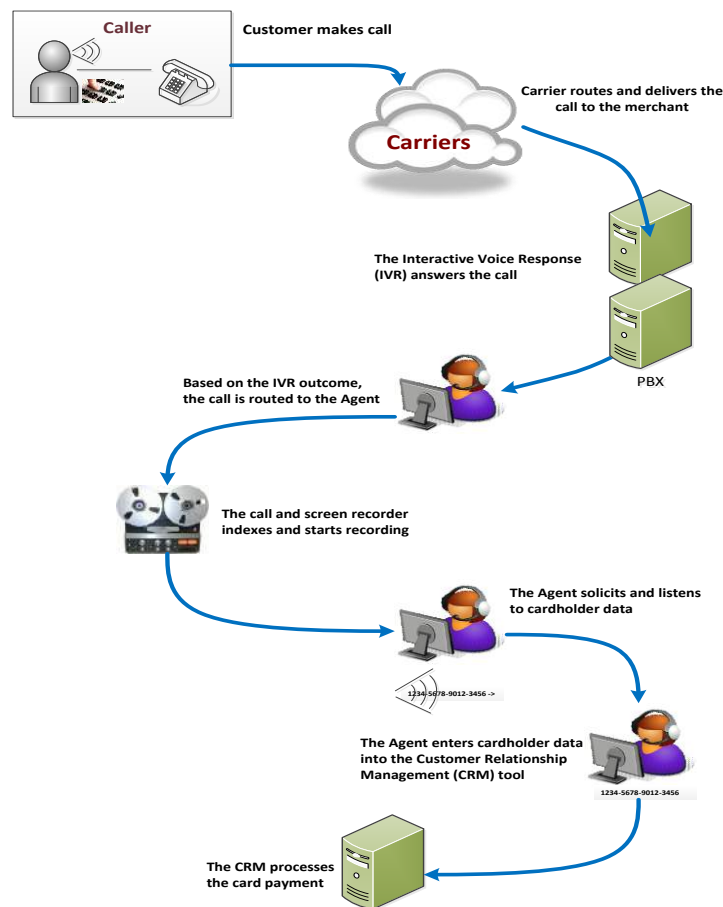 Caller
Customer makes call
Carrier routes and delivers the
call to the merchant
Carriers
The Interactive Voice Response
(IVR) answers the call
PBX
Based on the IVR outcome,
the call is routed to the Agent
The call and screen recorder
indexes and starts recording
The Agent solicits and listens
to cardholder data
1234-5678-9012-3456 ->
The Agent enters cardholder data
into the Customer Relationship
Management (CRM) tool
1234-5678-9012-3456
The CRM processes
the card payment